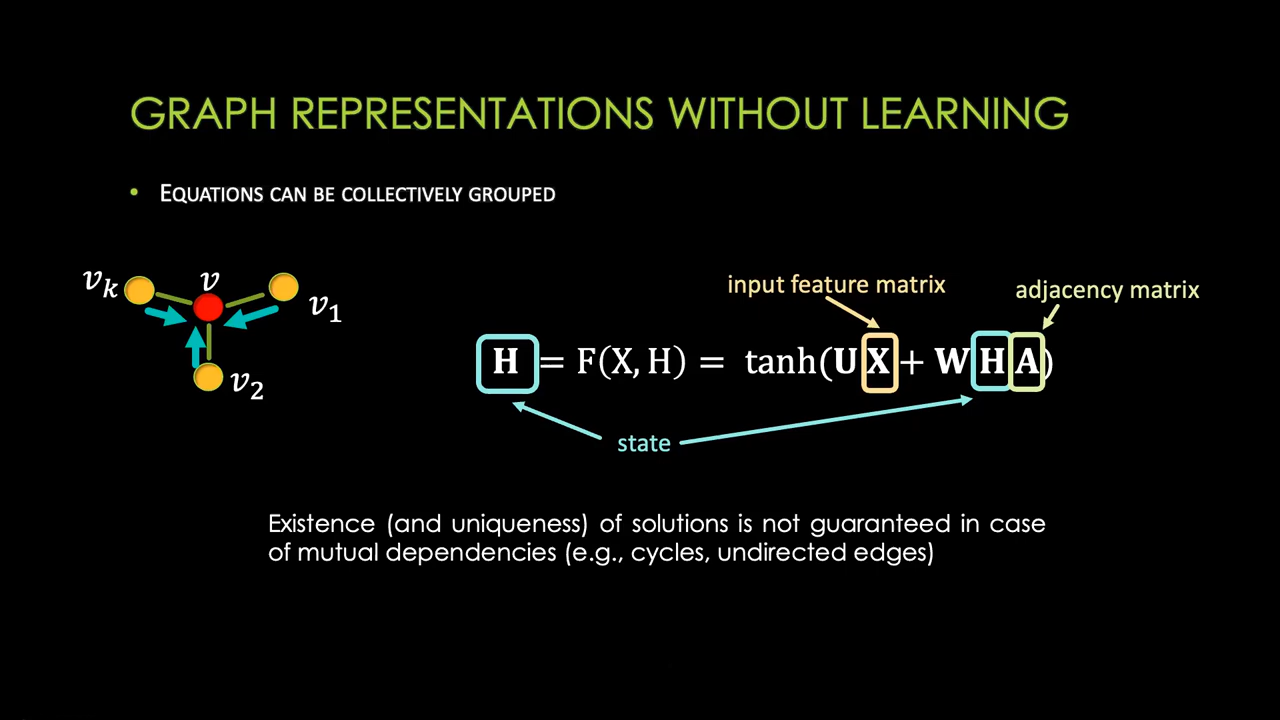 GRAPH REPRESENTATIONS WITHOUT LEARNING
• EQUATIONS CAN BE COLLECTIVELY GROUPED
v_k
v
v_1
v_2
input feature matrix
adjacency matrix
H = F(X, H) = tanh(UX + WHA)
state
Existence (and uniqueness) of solutions is not guaranteed in case
of mutual dependencies (e.g., cycles, undirected edges)